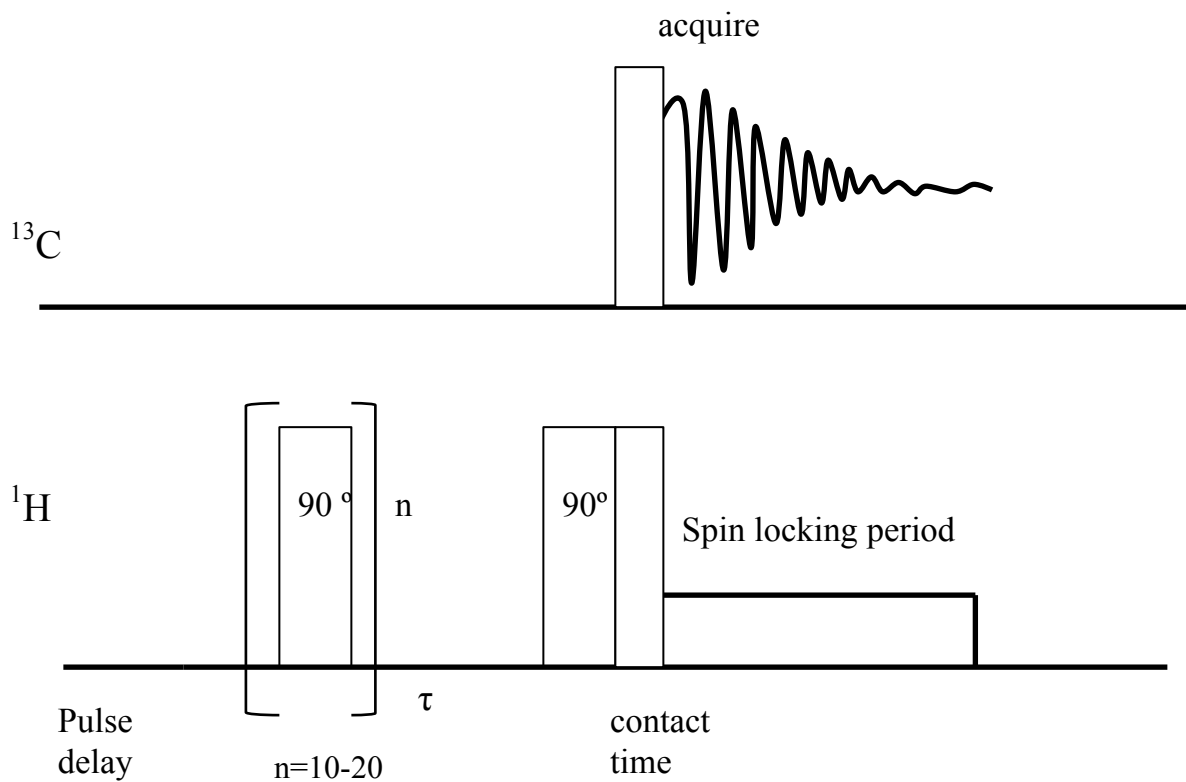 acquire
¹³C
¹H
90 º
n
90º
Spin locking period
τ
Pulse
delay
n=10-20
contact
time